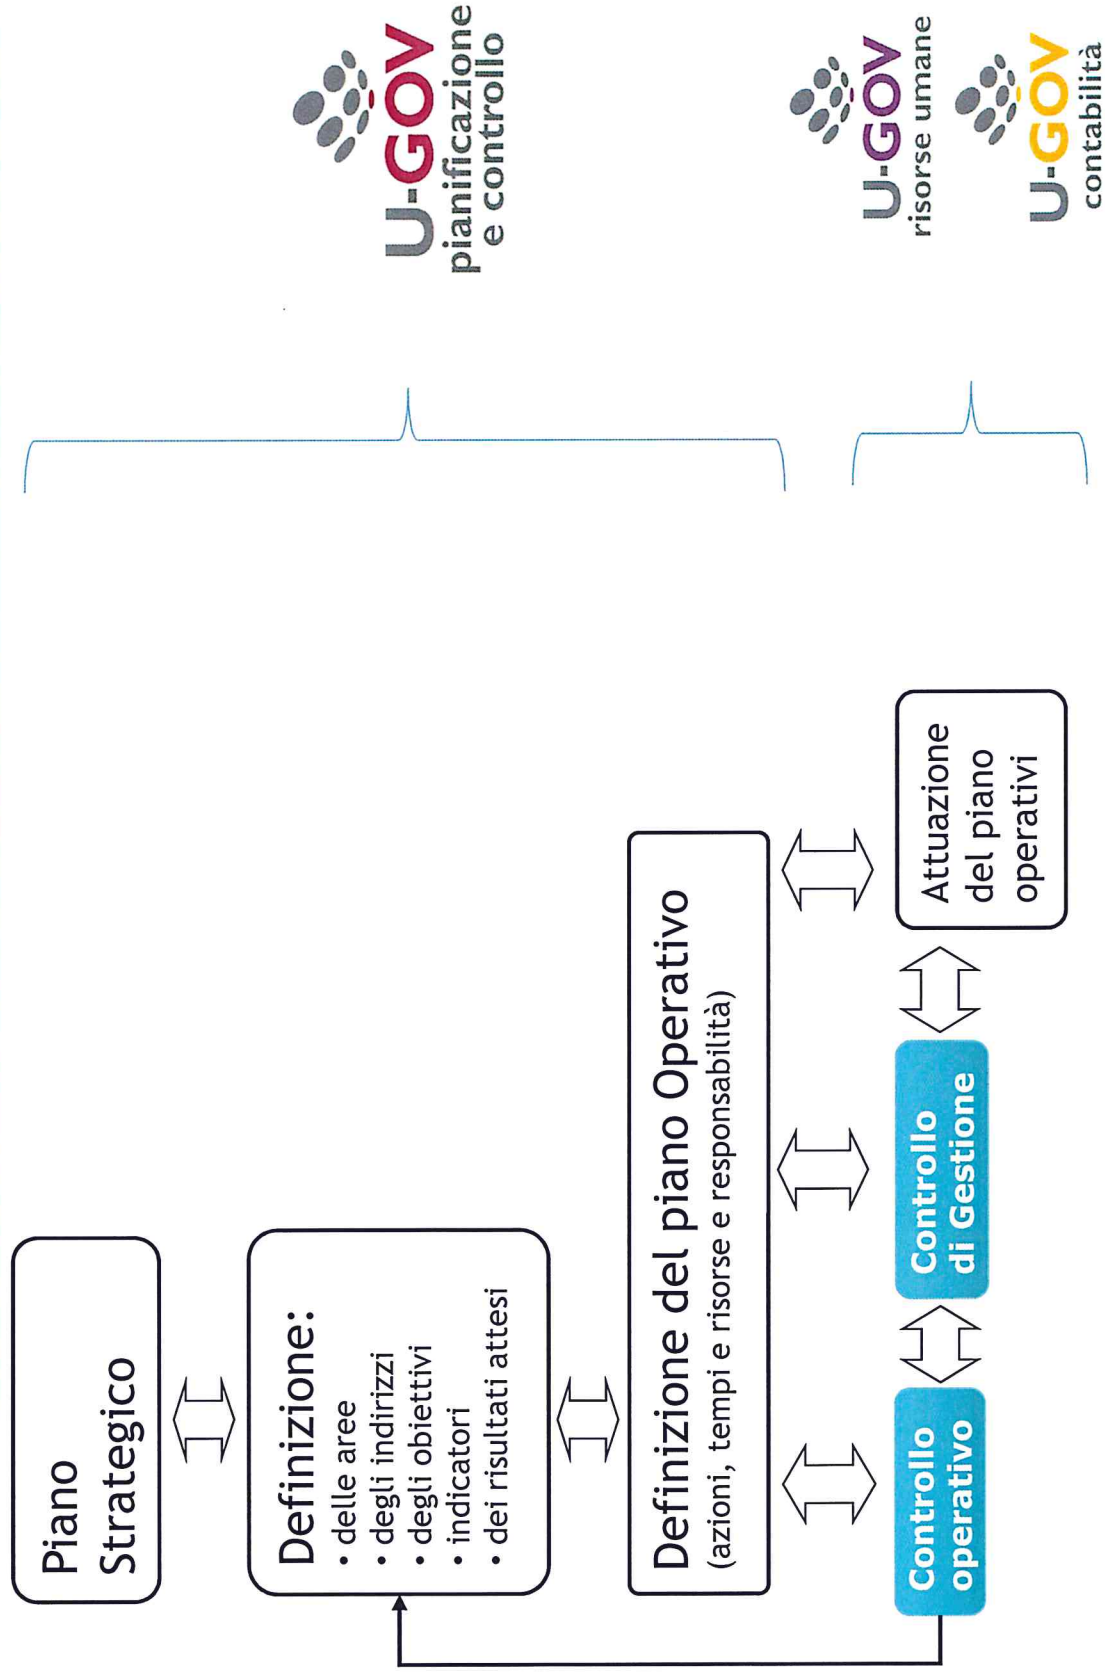 Piano
Strategico
Definizione:
• delle aree
• degli indirizzi
• degli obiettivi
• indicatori
• dei risultati attesi
Definizione del piano Operativo
(azioni, tempi e risorse e responsabilità)
Controllo
operativo
Controllo
di Gestione
Attuazione
del piano
operativi
U-GOV
pianificazione
e controllo
U-GOV
risorse umane
U-GOV
contabilità